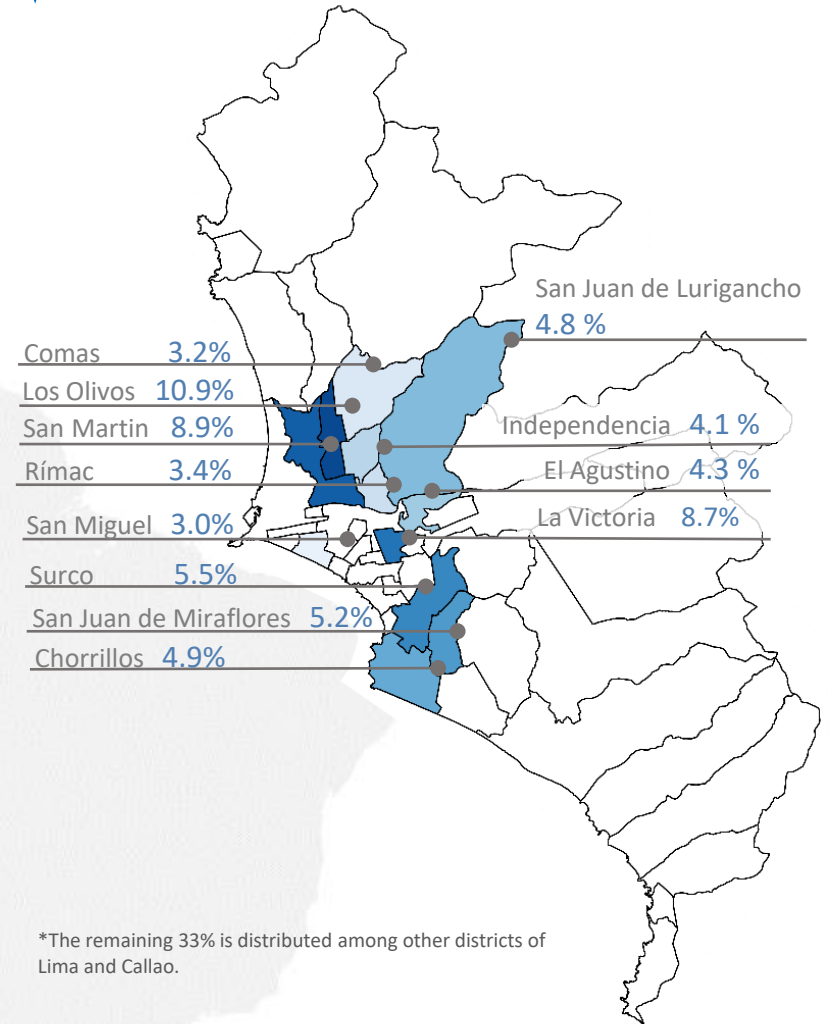 San Juan de Lurigancho
4.8 %
Comas 3.2%
Los Olivos 10.9%
San Martin 8.9%
Independencia 4.1 %
Rímac 3.4%
El Agustino 4.3 %
San Miguel 3.0%
La Victoria 8.7%
Surco 5.5%
San Juan de Miraflores 5.2%
Chorrillos 4.9%
*The remaining 33% is distributed among other districts of
Lima and Callao.